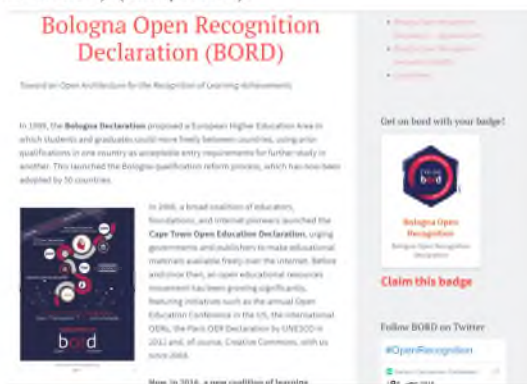 Bologna Open Recognition
Declaration (BORD)
Toward an Open Architecture for the Recognition of Learning Achievements
In 1999, the Bologna Declaration proposed a European Higher Education Area in
which students and graduates could move freely between countries, using prior
qualifications in one country as acceptable entry requirements for further study in
another. This launched the Bologna qualification reform process, which has now been
adopted by 50 countries.
In 2008, a broad coalition of educators,
foundations, and internet pioneers launched the
Cape Town Open Education Declaration, urging
governments and publishers to make educational
materials available freely over the internet. Before
and since then, an open educational resources
movement has been growing significantly,
featuring initiatives such as the annual Open
Education Conference in the US, the international
OERs, the Paris OER Declaration by UNESCO in
2012 and, of course, Creative Commons, with us
since 2001.
Now, in 2016, a new coalition of learning
bord
Get on bord with your badge!
bord
Bologna Open
Recognition
Bologna Open Recognition
Declaration
Claim this badge
Follow BORD on Twitter
#OpenRecognition